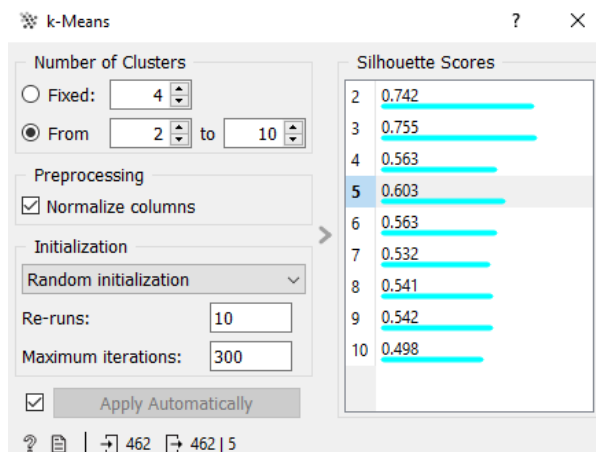 k-Means ? ×
Number of Clusters
Fixed: 4
From 2 to 10
Preprocessing
Normalize columns
Initialization
Random initialization
Re-runs: 10
Maximum iterations: 300
Apply Automatically
? 462 462 | 5
Silhouette Scores
2 0.742
3 0.755
4 0.563
5 0.603
6 0.563
7 0.532
8 0.541
9 0.542
10 0.498